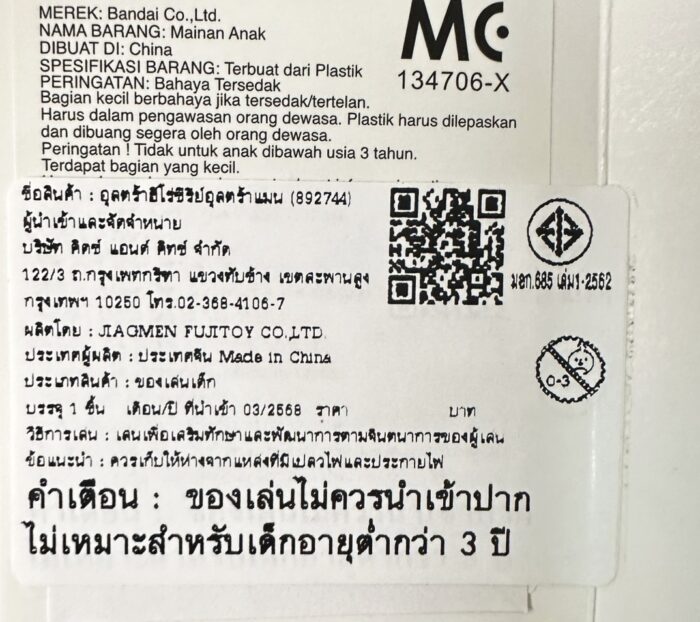 MEREK: Bandai Co.,Ltd.
NAMA BARANG: Mainan Anak
DIBUAT DI: China
SPESIFIKASI BARANG: Terbuat dari Plastik
PERINGATAN: Bahaya Tersedak
Bagian kecil berbahaya jika tersedak/tertelan.
Harus dalam pengawasan orang dewasa. Plastik harus dilepaskan
dan dibuang segera oleh orang dewasa.
Peringatan ! Tidak untuk anak dibawah usia 3 tahun.
Terdapat bagian yang kecil.
MC
134706-X
ชื่อสินค้า : อุลตร้าฮีโร่ซีรีย์อุลตร้าแมน (892744)
ผู้นำเข้าและจัดจำหน่าย
บริษัท คิดซ์ แอนด์ คิทซ์ จำกัด
122/3 ถ.กรุงเทพกรีฑา แขวงทับช้าง เขตสะพานสูง
กรุงเทพฯ 10250 โทร.02-368-4106-7
ผลิตโดย : JIAOMEN FUJITOY CO.,LTD.
ประเทศผู้ผลิต : ประเทศจีน Made in China
ประเภทสินค้า : ของเล่นเด็ก
บรรจุ 1 ชิ้น เดือน/ปี ที่นำเข้า 03/2568 ราคา บาท
วิธีการเล่น : เล่นเพื่อเสริมทักษะและพัฒนาการตามจินตนาการของผู้เล่น
ข้อแนะนำ : ควรเก็บให้ห่างจากแหล่งที่มีเปลวไฟและประกายไฟ
คำเตือน : ของเล่นไม่ควรนำเข้าปาก
ไม่เหมาะสำหรับเด็กอายุต่ำกว่า 3 ปี
มอก.685 เล่ม1-2562
0-3